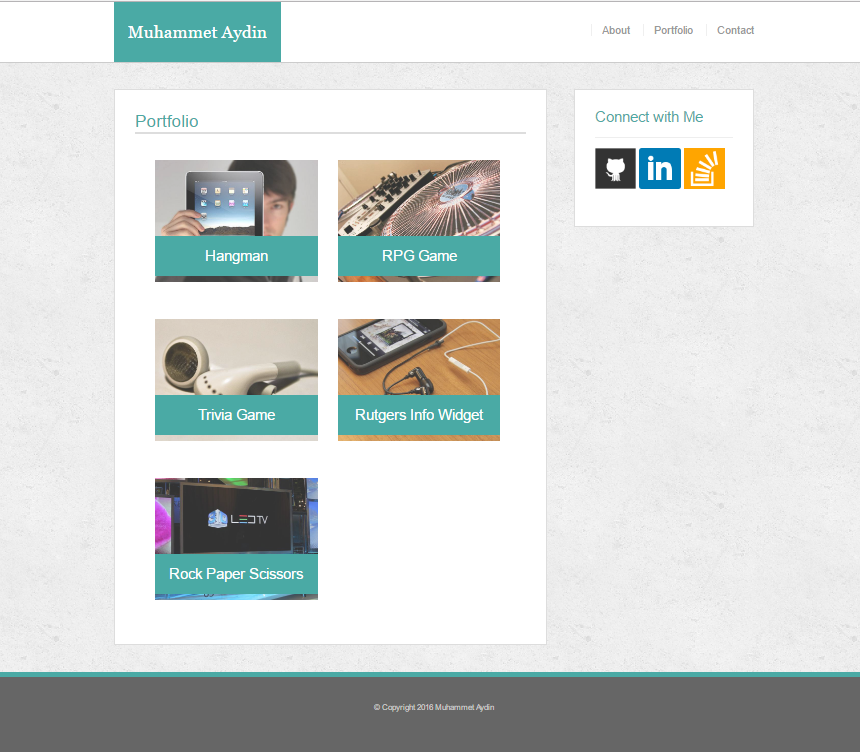 Muhammet Aydin
About
Portfolio
Contact
Portfolio
Connect with Me
in
Hangman
RPG Game
Trivia Game
Rutgers Info Widget
LEDTV
Rock Paper Scissors
© Copyright 2016 Muhammet Aydin